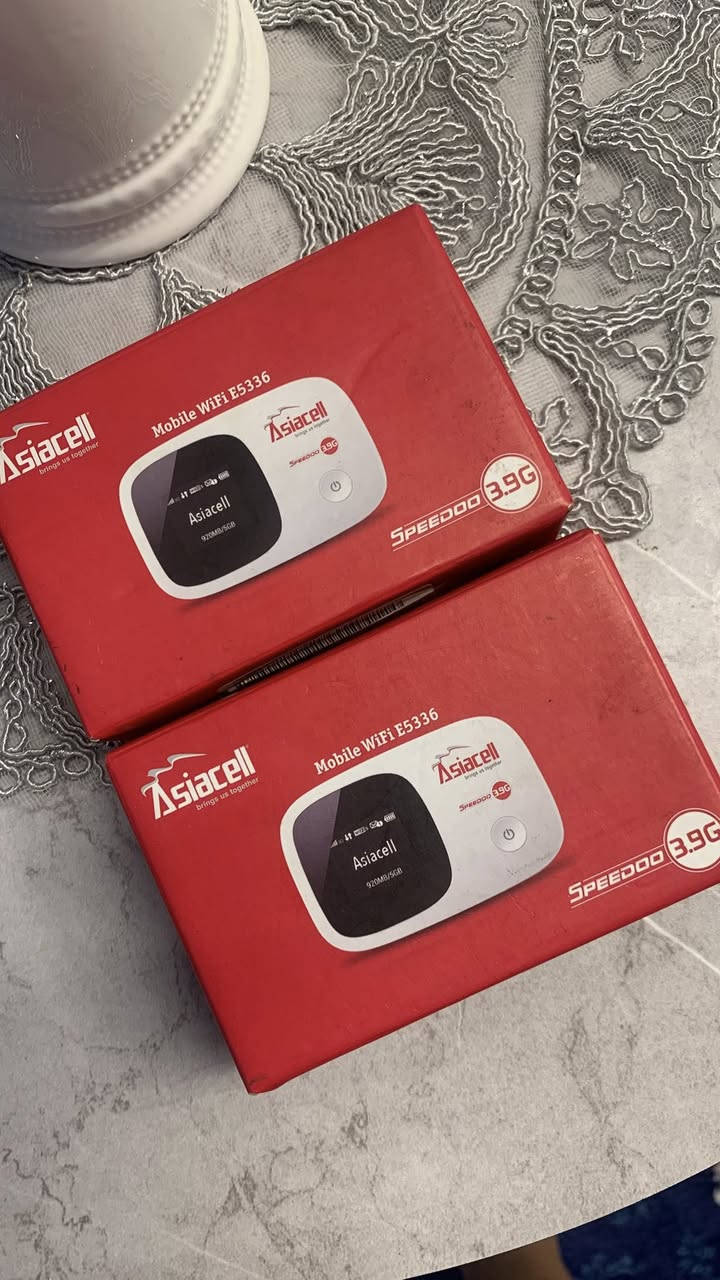 Mobile WiFi E5336
Asiacell
brings us together
Asiacell
brings us together
SPEEDOO 3.9G
Asiacell
920MB/5GB
SPEEDOO 3.9G
Mobile WiFi E5336
Asiacell
brings us together
Asiacell
brings us together
SPEEDOO 3.9G
Asiacell
920MB/5GB
SPEEDOO 3.9G